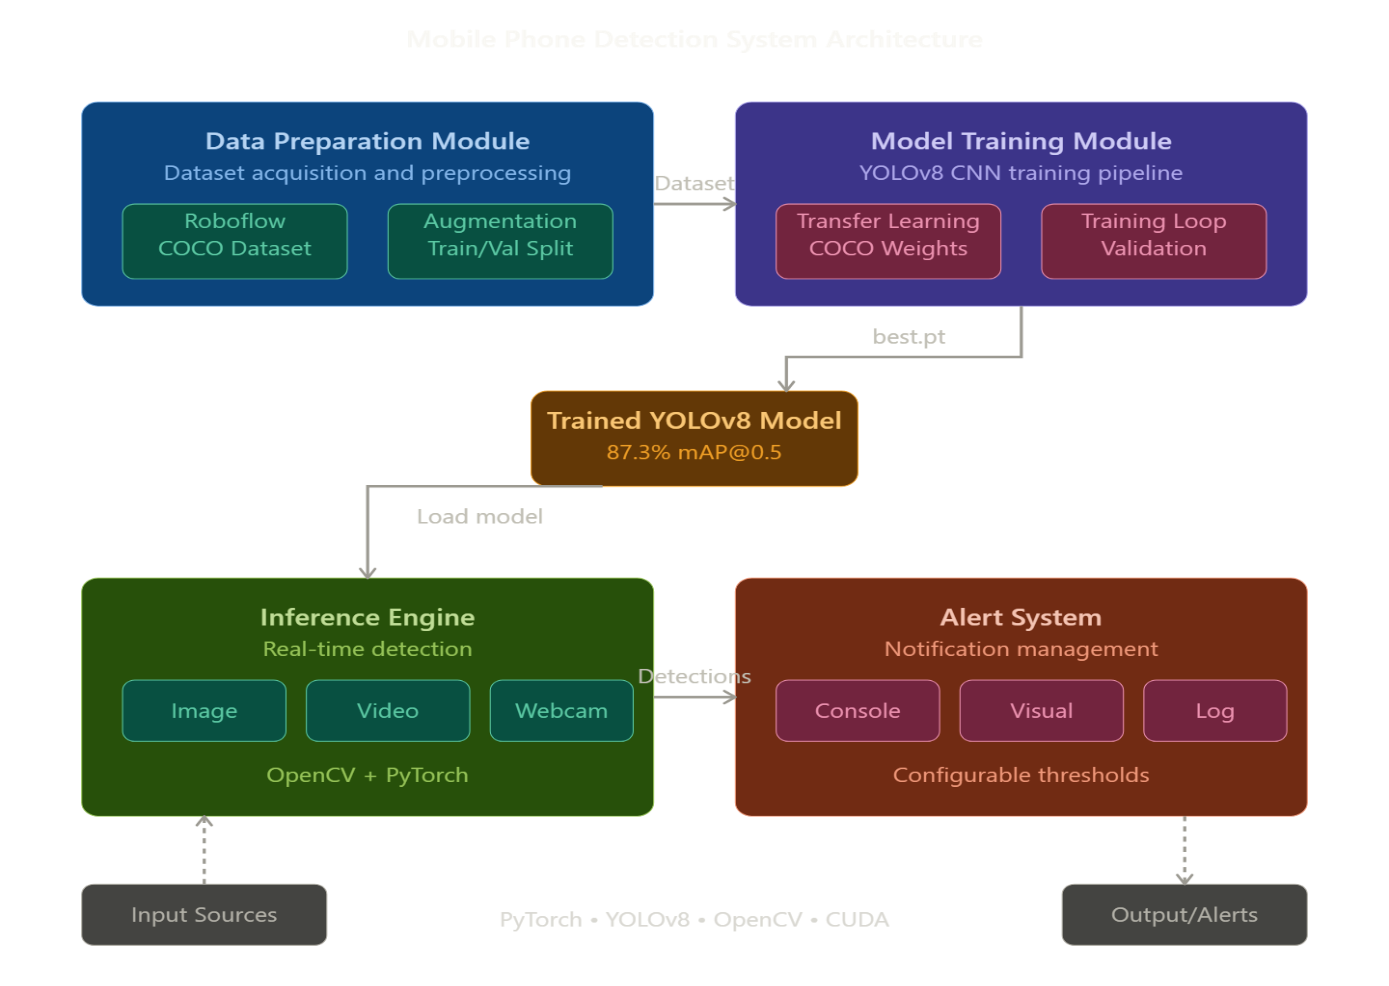 Mobile Phone Detection System Architecture
Data Preparation Module
Dataset acquisition and preprocessing
Roboflow
COCO Dataset
Augmentation
Train/Val Split
Dataset
Model Training Module
YOLOv8 CNN training pipeline
Transfer Learning
COCO Weights
Training Loop
Validation
best.pt
Trained YOLOv8 Model
87.3% mAP@0.5
Load model
Inference Engine
Real-time detection
Image
Video
Webcam
OpenCV + PyTorch
Detections
Alert System
Notification management
Console
Visual
Log
Configurable thresholds
Input Sources
PyTorch • YOLOv8 • OpenCV • CUDA
Output/Alerts